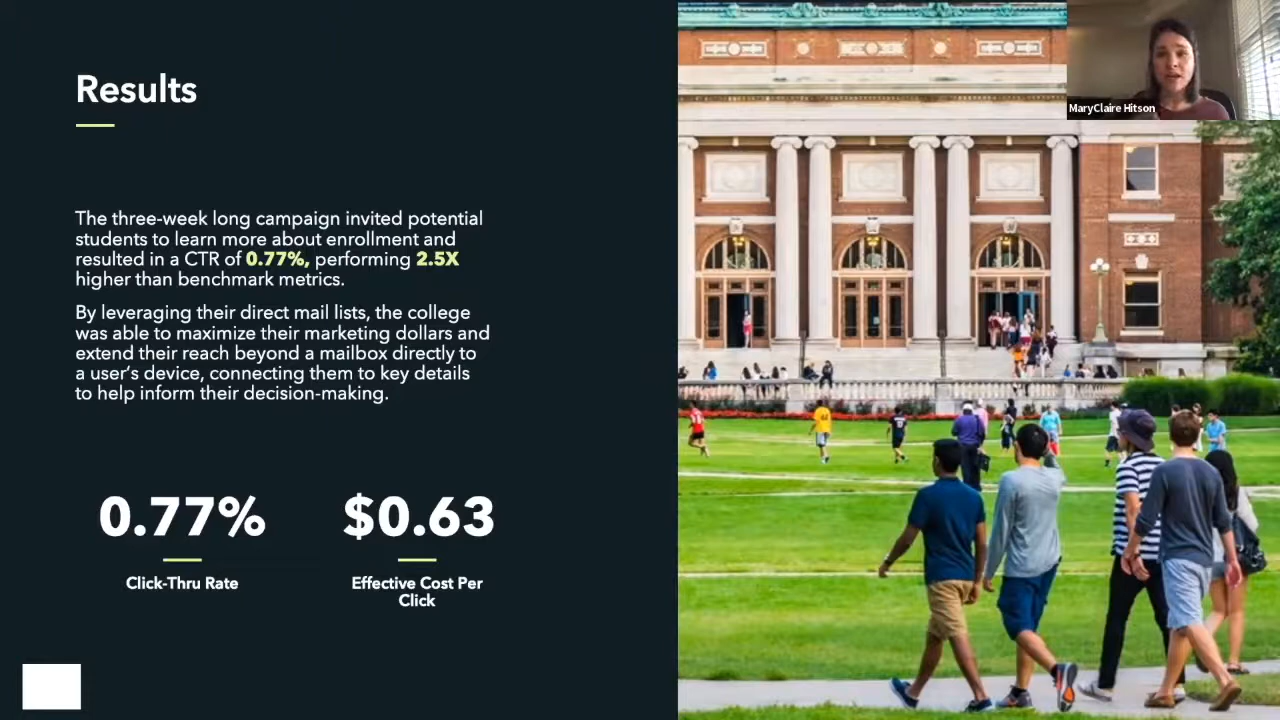 Results
The three-week long campaign invited potential
students to learn more about enrollment and
resulted in a CTR of 0.77%, performing 2.5X
higher than benchmark metrics.
By leveraging their direct mail lists, the college
was able to maximize their marketing dollars and
extend their reach beyond a mailbox directly to
a user's device, connecting them to key details
to help inform their decision-making.
0.77%
Click-Thru Rate
$0.63
Effective Cost Per
Click
MaryClaire Hitson